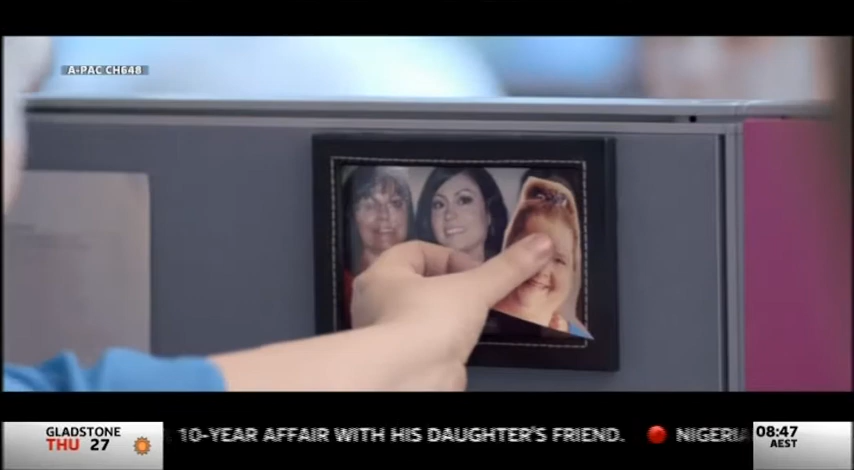 A-PAC CH648
GLADSTONE
THU 27
10-YEAR AFFAIR WITH HIS DAUGHTER'S FRIEND. NIGERIA
08:47
AEST